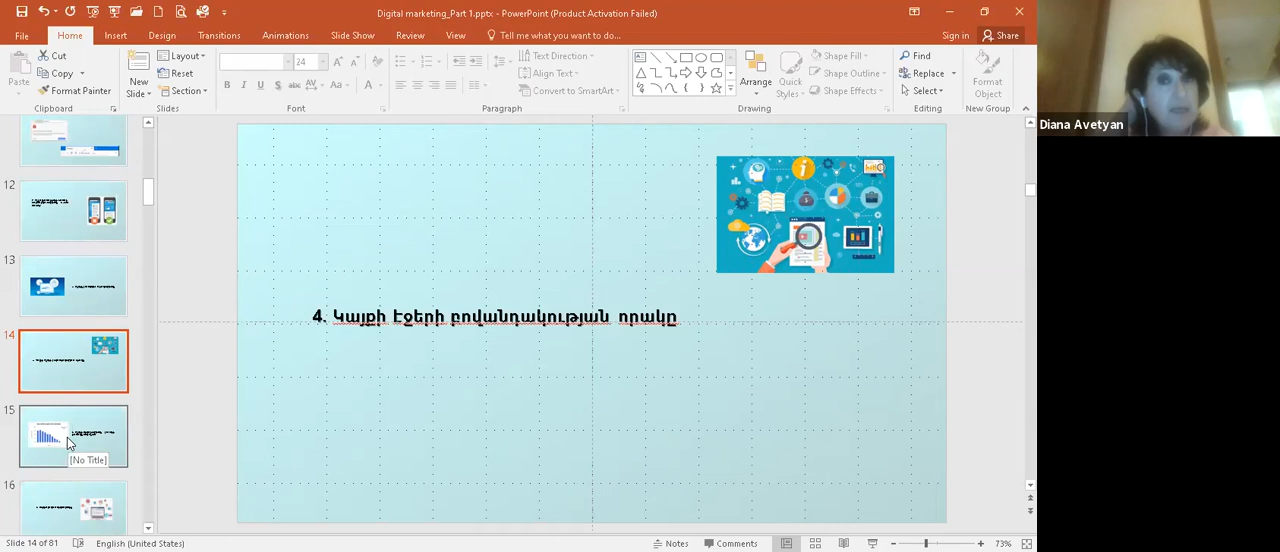 Digital marketing_Part 1.pptx - PowerPoint (Product Activation Failed)
File Home Insert Design Transitions Animations Slide Show Review View Tell me what you want to do... Sign in Share
Paste
Cut
Copy
Format Painter
Clipboard
New Slide
Layout
Reset
Section
Slides
24
B I U S abc AV Aa A
Font
Text Direction
Align Text
Convert to SmartArt
Paragraph
Arrange
Quick Styles
Shape Fill
Shape Outline
Shape Effects
Drawing
Find
Replace
Select
Editing
Format Object
New Group
Diana Avetyan
12
13
14
15
[No Title]
16
4. Կայքի էջերի բովանդակության որակը
Slide 14 of 81 English (United States) Notes Comments 73%